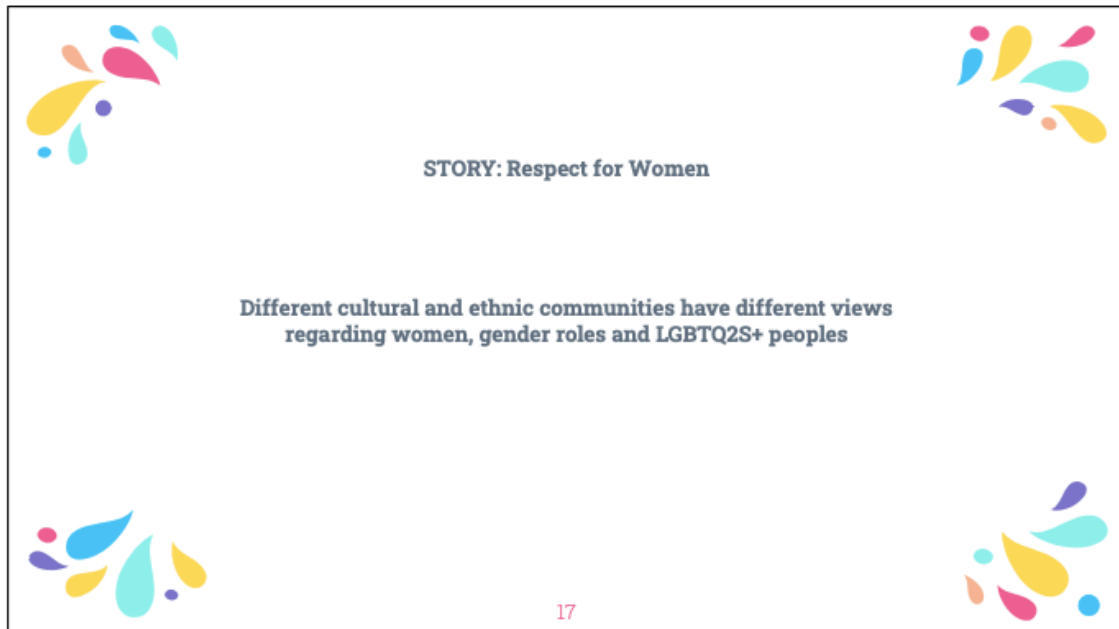 STORY: Respect for Women
Different cultural and ethnic communities have different views
regarding women, gender roles and LGBTQ2S+ peoples
17